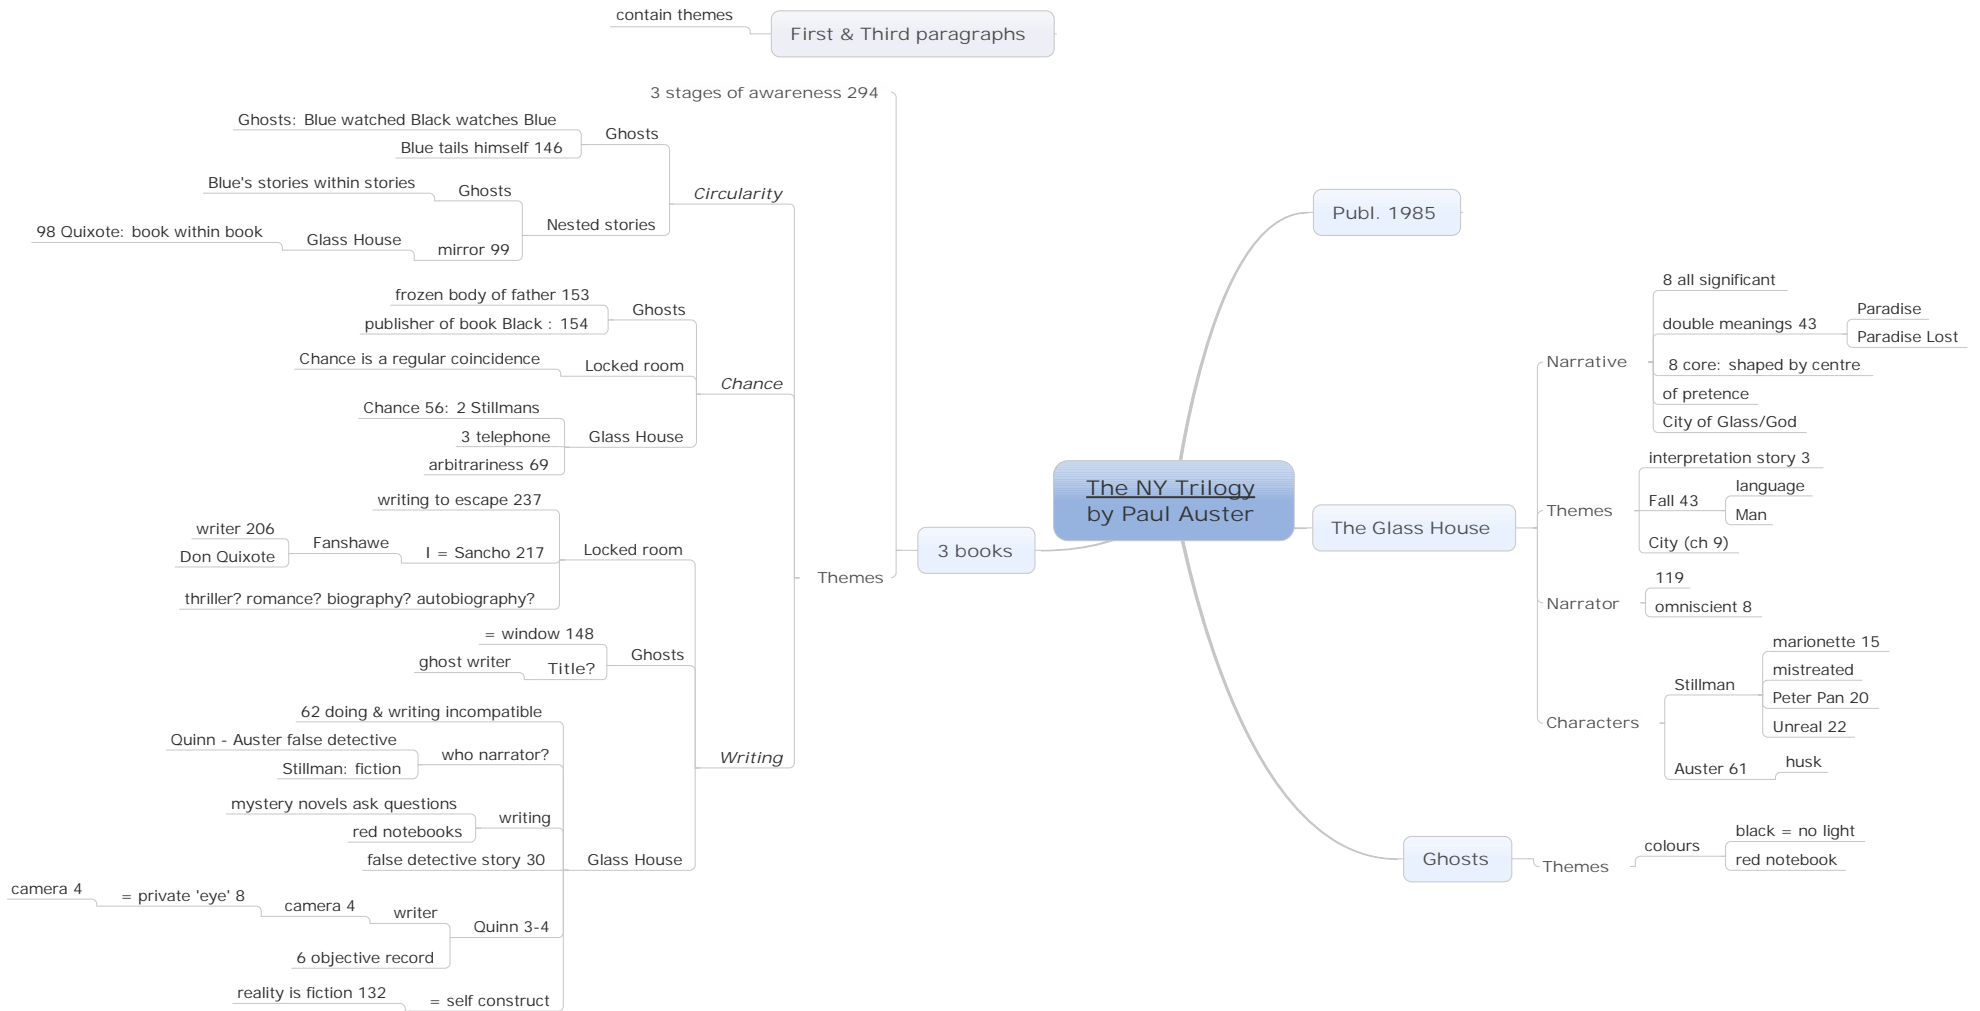 contain themes
First & Third paragraphs
3 stages of awareness 294
Ghosts: Blue watched Black watches Blue
Blue tails himself 146
Ghosts
Circularity
Blue's stories within stories
Ghosts
Nested stories
98 Quixote: book within book
Glass House
mirror 99
frozen body of father 153
publisher of book Black : 154
Ghosts
Chance is a regular coincidence
Locked room
Chance
Chance 56: 2 Stillmans
3 telephone
arbitrariness 69
Glass House
writing to escape 237
writer 206
Don Quixote
Fanshawe
I = Sancho 217
Locked room
thriller? romance? biography? autobiography?
Themes
= window 148
Ghosts
ghost writer
Title?
62 doing & writing incompatible
Quinn - Auster false detective
Stillman: fiction
who narrator?
Writing
mystery novels ask questions
red notebooks
writing
false detective story 30
Glass House
camera 4
= private 'eye' 8
camera 4
writer
Quinn 3-4
6 objective record
reality is fiction 132
= self construct
3 books
The NY Trilogy
by Paul Auster
Publ. 1985
The Glass House
Narrative
8 all significant
double meanings 43
Paradise
Paradise Lost
8 core: shaped by centre
of pretence
City of Glass/God
Themes
interpretation story 3
Fall 43
language
Man
City (ch 9)
Narrator
119
omniscient 8
Characters
Stillman
marionette 15
mistreated
Peter Pan 20
Unreal 22
Auster 61
husk
Ghosts
Themes
colours
black = no light
red notebook